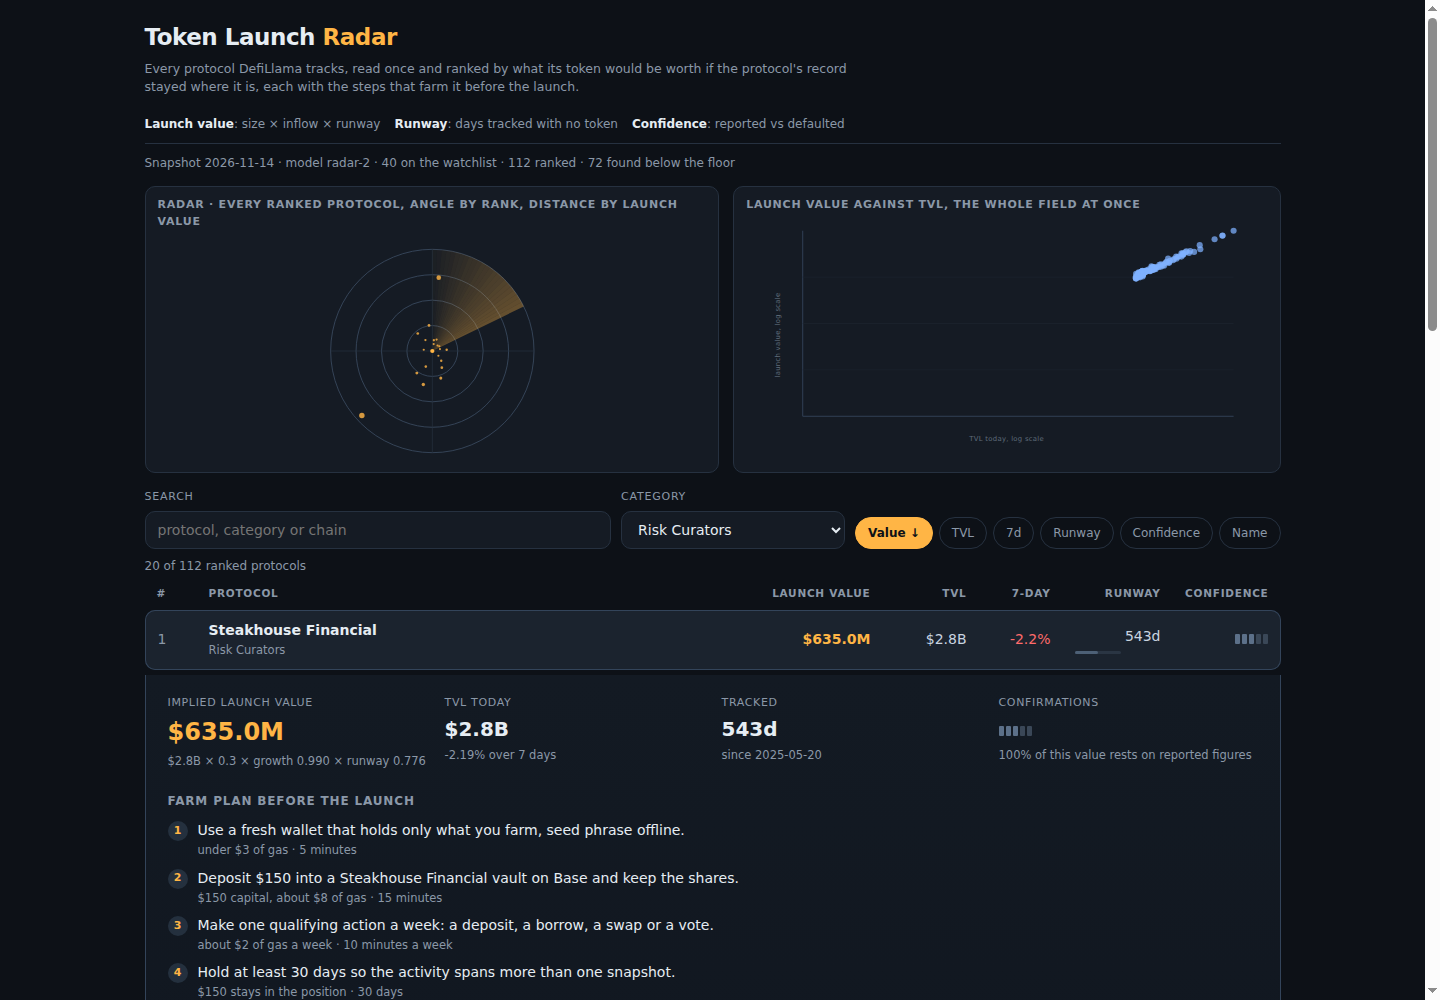 Token Launch Radar
Every protocol DefiLlama tracks, read once and ranked by what its token would be worth if the protocol's record
stayed where it is, each with the steps that farm it before the launch.
Launch value: size × inflow × runway Runway: days tracked with no token Confidence: reported vs defaulted
Snapshot 2026-11-14 · model radar-2 · 40 on the watchlist · 112 ranked · 72 found below the floor
RADAR · EVERY RANKED PROTOCOL, ANGLE BY RANK, DISTANCE BY LAUNCH
VALUE
LAUNCH VALUE AGAINST TVL, THE WHOLE FIELD AT ONCE
launch value, log scale
TVL today, log scale
SEARCH
CATEGORY
protocol, category or chain
Risk Curators
Value ↓
TVL
7d
Runway
Confidence
Name
20 of 112 ranked protocols
# PROTOCOL LAUNCH VALUE TVL 7-DAY RUNWAY CONFIDENCE
1 Steakhouse Financial $635.0M $2.8B -2.2% 543d
Risk Curators
IMPLIED LAUNCH VALUE TVL TODAY TRACKED CONFIRMATIONS
$635.0M $2.8B 543d
$2.8B × 0.3 × growth 0.990 × runway 0.776 -2.19% over 7 days since 2025-05-20 100% of this value rests on reported figures
FARM PLAN BEFORE THE LAUNCH
1 Use a fresh wallet that holds only what you farm, seed phrase offline.
under $3 of gas · 5 minutes
2 Deposit $150 into a Steakhouse Financial vault on Base and keep the shares.
$150 capital, about $8 of gas · 15 minutes
3 Make one qualifying action a week: a deposit, a borrow, a swap or a vote.
about $2 of gas a week · 10 minutes a week
4 Hold at least 30 days so the activity spans more than one snapshot.
$150 stays in the position · 30 days